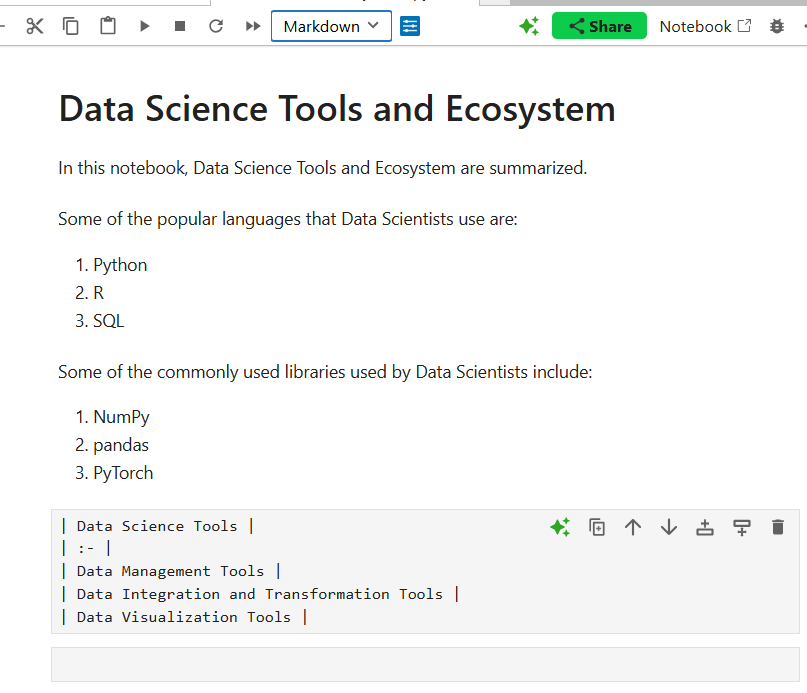 Markdown
Share
Notebook
Data Science Tools and Ecosystem
In this notebook, Data Science Tools and Ecosystem are summarized.
Some of the popular languages that Data Scientists use are:
1. Python
2. R
3. SQL
Some of the commonly used libraries used by Data Scientists include:
1. NumPy
2. pandas
3. PyTorch
| Data Science Tools |
| :- |
| Data Management Tools |
| Data Integration and Transformation Tools |
| Data Visualization Tools |